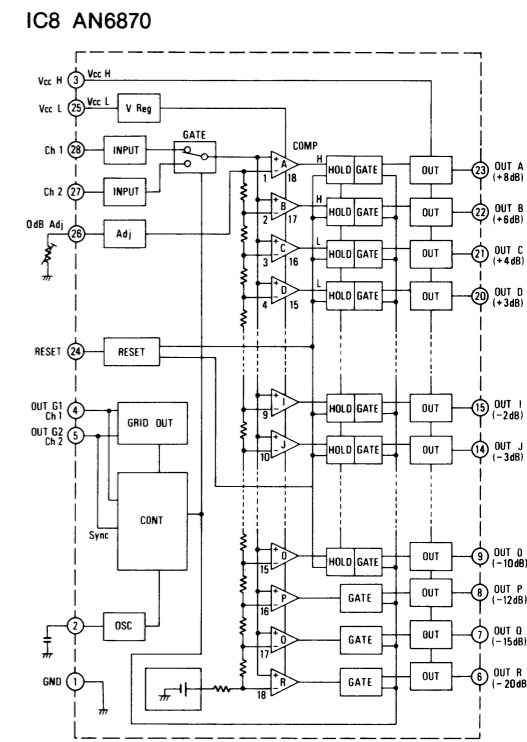 IC8 AN6870
Vcc H 3 Vcc H
Vcc L 25 Vcc L V Reg
GATE
COMP
Ch 1 28 INPUT
1 + A - 18 H HOLD GATE OUT 23 OUT A
(+8dB)
Ch 2 27 INPUT
2 + B - 17 H HOLD GATE OUT 22 OUT B
(+6dB)
0dB Adj 26 Adj
3 + C - 16 L HOLD GATE OUT 21 OUT C
(+4dB)
4 + D - 15 L HOLD GATE OUT 20 OUT D
(+3dB)
RESET 24 RESET
9 + I - HOLD GATE OUT 15 OUT I
(-2dB)
OUT G1 4
Ch 1
GRID OUT
OUT G2 5
Ch 2
10 + J - HOLD GATE OUT 14 OUT J
(-3dB)
Sync
CONT
15 + O - HOLD GATE OUT 9 OUT O
(-10dB)
16 + P - GATE OUT 8 OUT P
(-12dB)
2 OSC
17 + Q - GATE OUT 7 OUT Q
(-15dB)
GND 1
18 + R - GATE OUT 6 OUT R
(-20dB